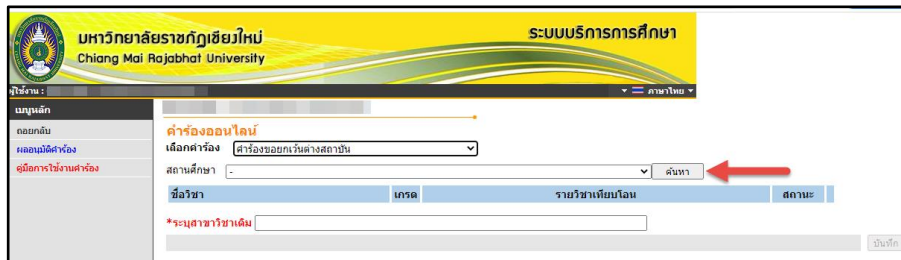 มหาวิทยาลัยราชภัฏเชียงใหม่
ระบบบริการการศึกษา
Chiang Mai Rajabhat University
ผู้ใช้งาน :
ภาษาไทย
เมนูหลัก
ถอยกลับ
ผลอนุมัติคำร้อง
คู่มือการใช้งานคำร้อง
คำร้องออนไลน์
เลือกคำร้อง คำร้องขอยกเว้นต่างสถาบัน
สถานศึกษา - ค้นหา
ชื่อวิชา เกรด รายวิชาเทียบโอน สถานะ
*ระบุสาขาวิชาเดิม
บันทึก